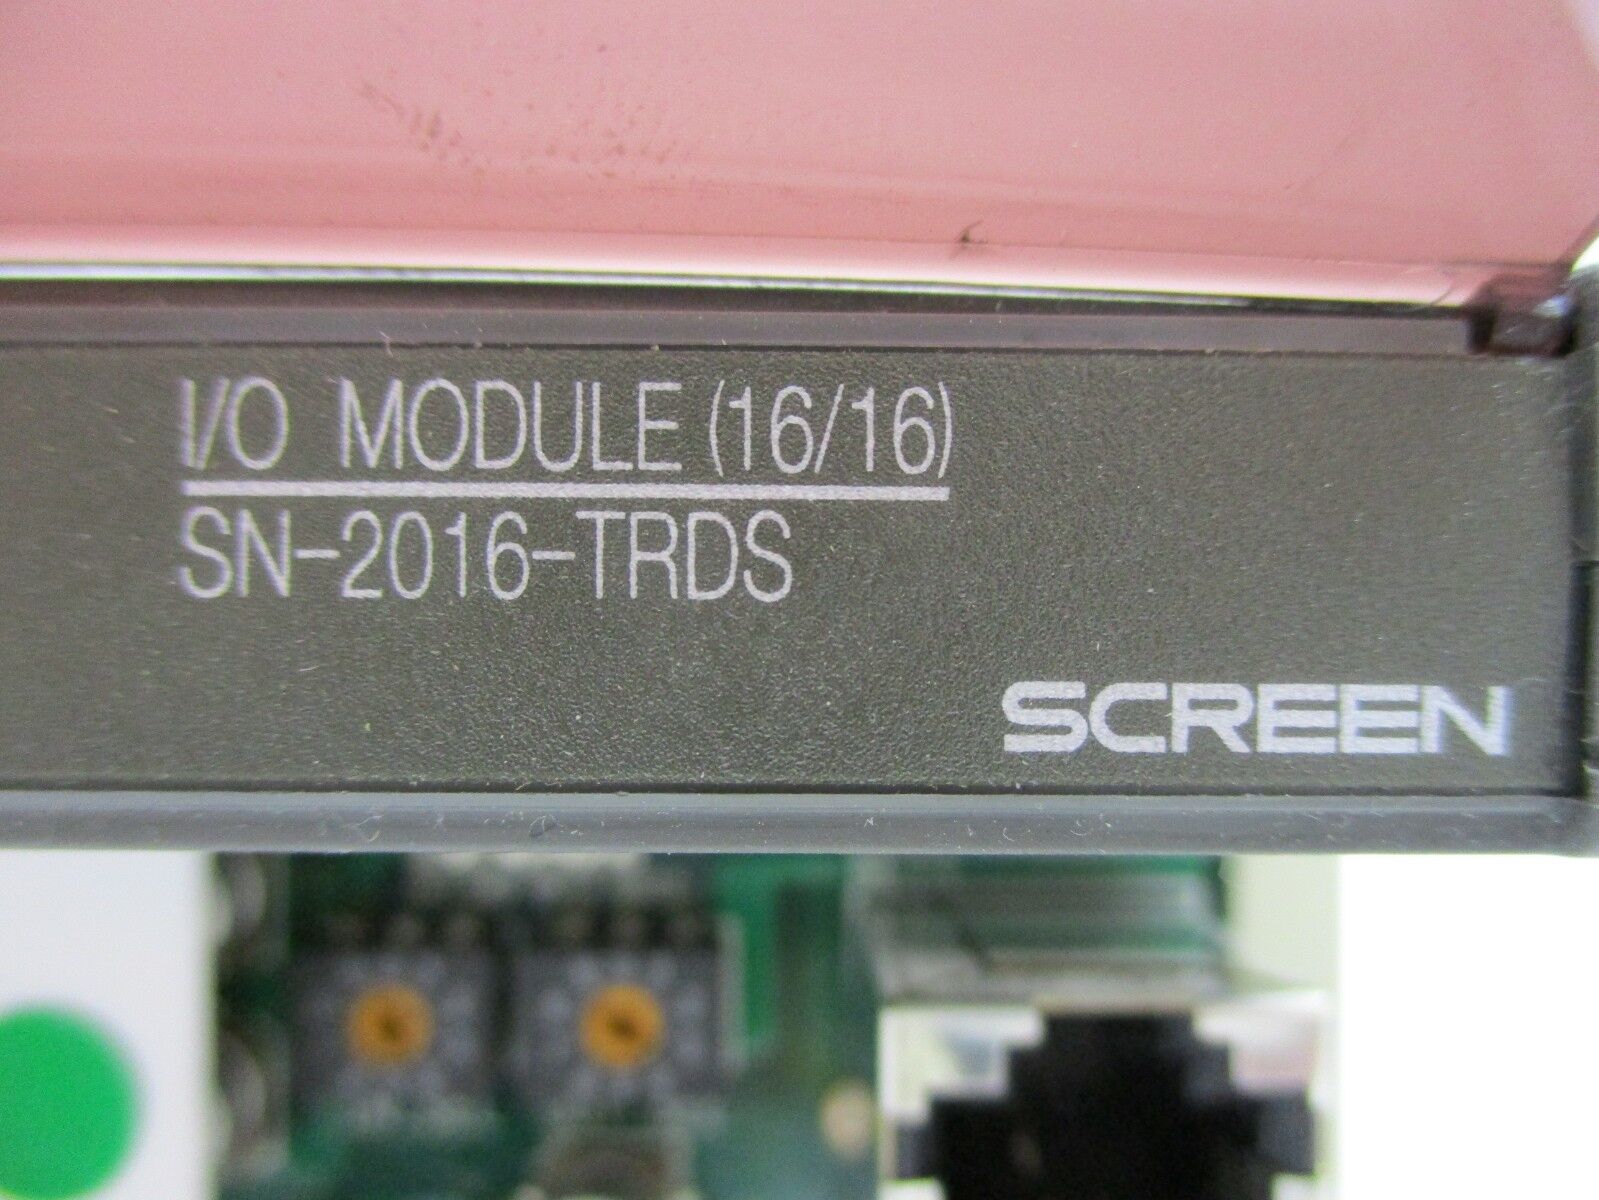 I/O MODULE (16/16)
SN-2016-TRDS
SCREEN